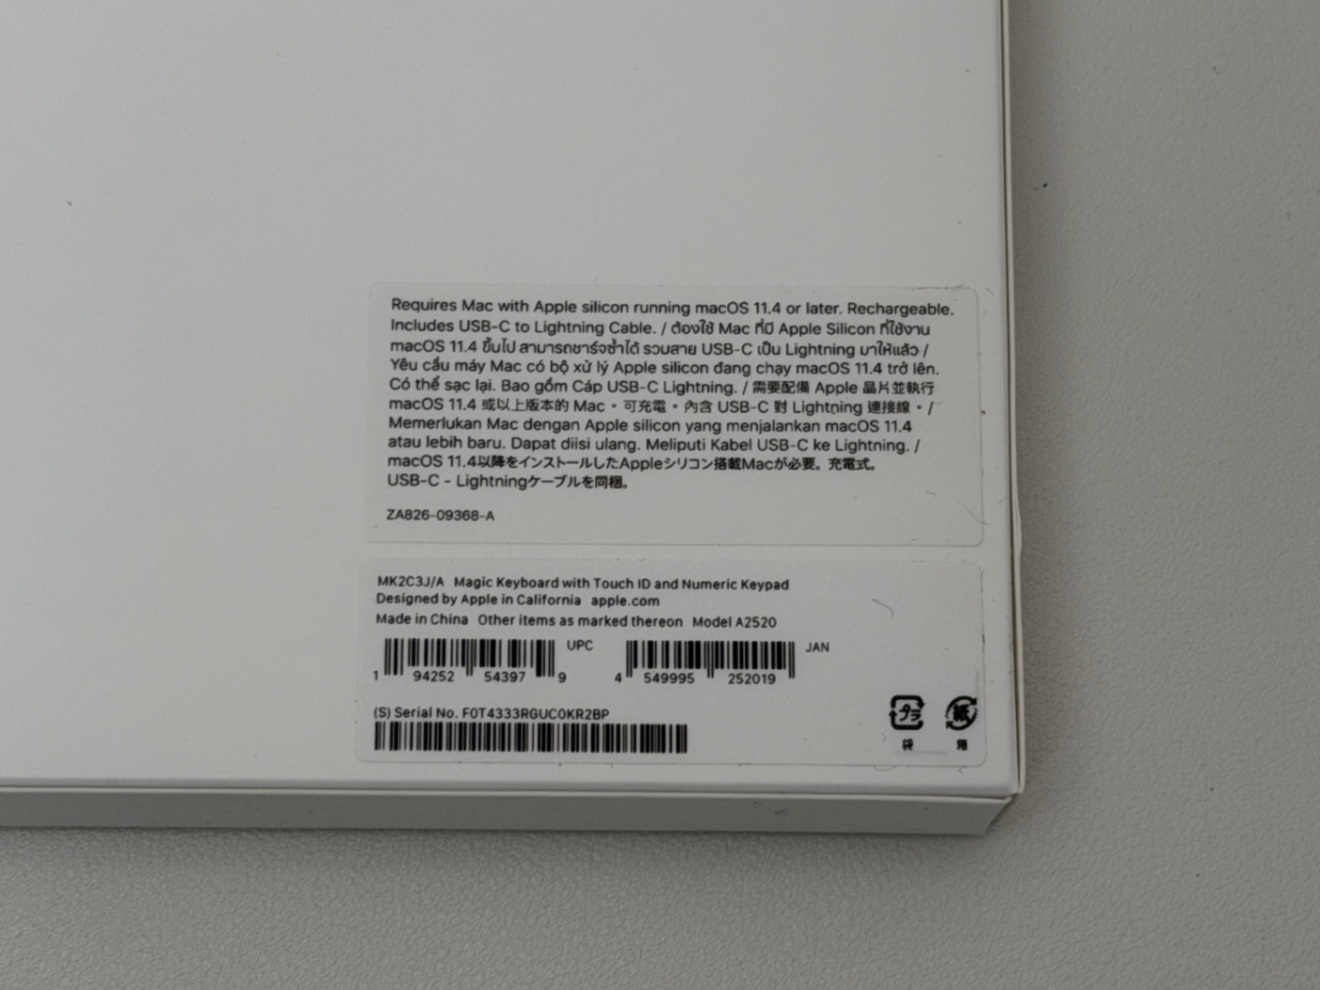 Requires Mac with Apple silicon running macOS 11.4 or later. Rechargeable.
Includes USB-C to Lightning Cable. / ต้องใช้ Mac ที่มี Apple Silicon ที่ใช้งาน
macOS 11.4 ขึ้นไป สามารถชาร์จซ้ำได้ รวมสาย USB-C เป็น Lightning มาให้แล้ว /
Yêu cầu máy Mac có bộ xử lý Apple silicon đang chạy macOS 11.4 trở lên.
Có thể sạc lại. Bao gồm Cáp USB-C Lightning. / 需要配備 Apple 晶片並執行
macOS 11.4 或以上版本的 Mac。可充電。內含 USB-C 對 Lightning 連接線。/
Memerlukan Mac dengan Apple silicon yang menjalankan macOS 11.4
atau lebih baru. Dapat diisi ulang. Meliputi Kabel USB-C ke Lightning. /
macOS 11.4以降をインストールしたAppleシリコン搭載Macが必要。充電式。
USB-C - Lightningケーブルを同梱。
ZA826-09368-A
MK2C3J/A Magic Keyboard with Touch ID and Numeric Keypad
Designed by Apple in California apple.com
Made in China Other items as marked thereon Model A2520
UPC JAN
1 94252 54397 9 4 549995 252019
(S) Serial No. F0T4333RGUC0KR2BP
プラ 紙
袋 箱